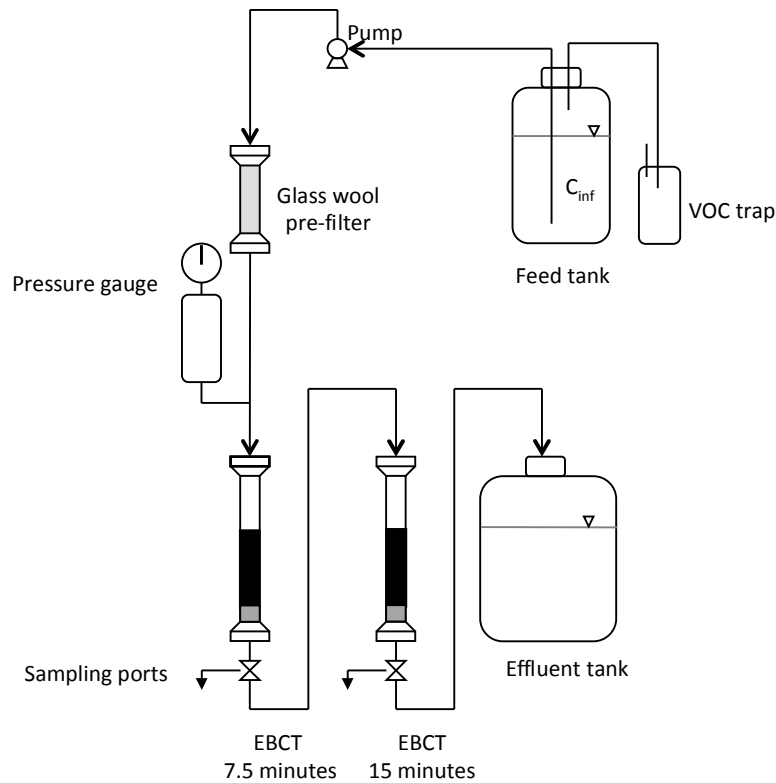 Pump
C_inf
Glass wool
pre-filter
VOC trap
Feed tank
Pressure gauge
Sampling ports
Effluent tank
EBCT
7.5 minutes
EBCT
15 minutes